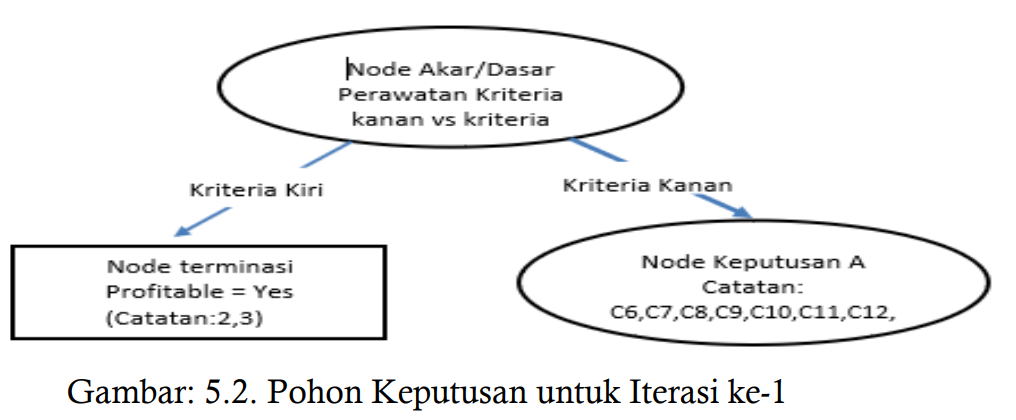 Node Akar/Dasar
Perawatan Kriteria
kanan vs kriteria
Kriteria Kiri
Kriteria Kanan
Node terminasi
Profitable = Yes
(Catatan:2,3)
Node Keputusan A
Catatan:
C6,C7,C8,C9,C10,C11,C12,
Gambar: 5.2. Pohon Keputusan untuk Iterasi ke-1